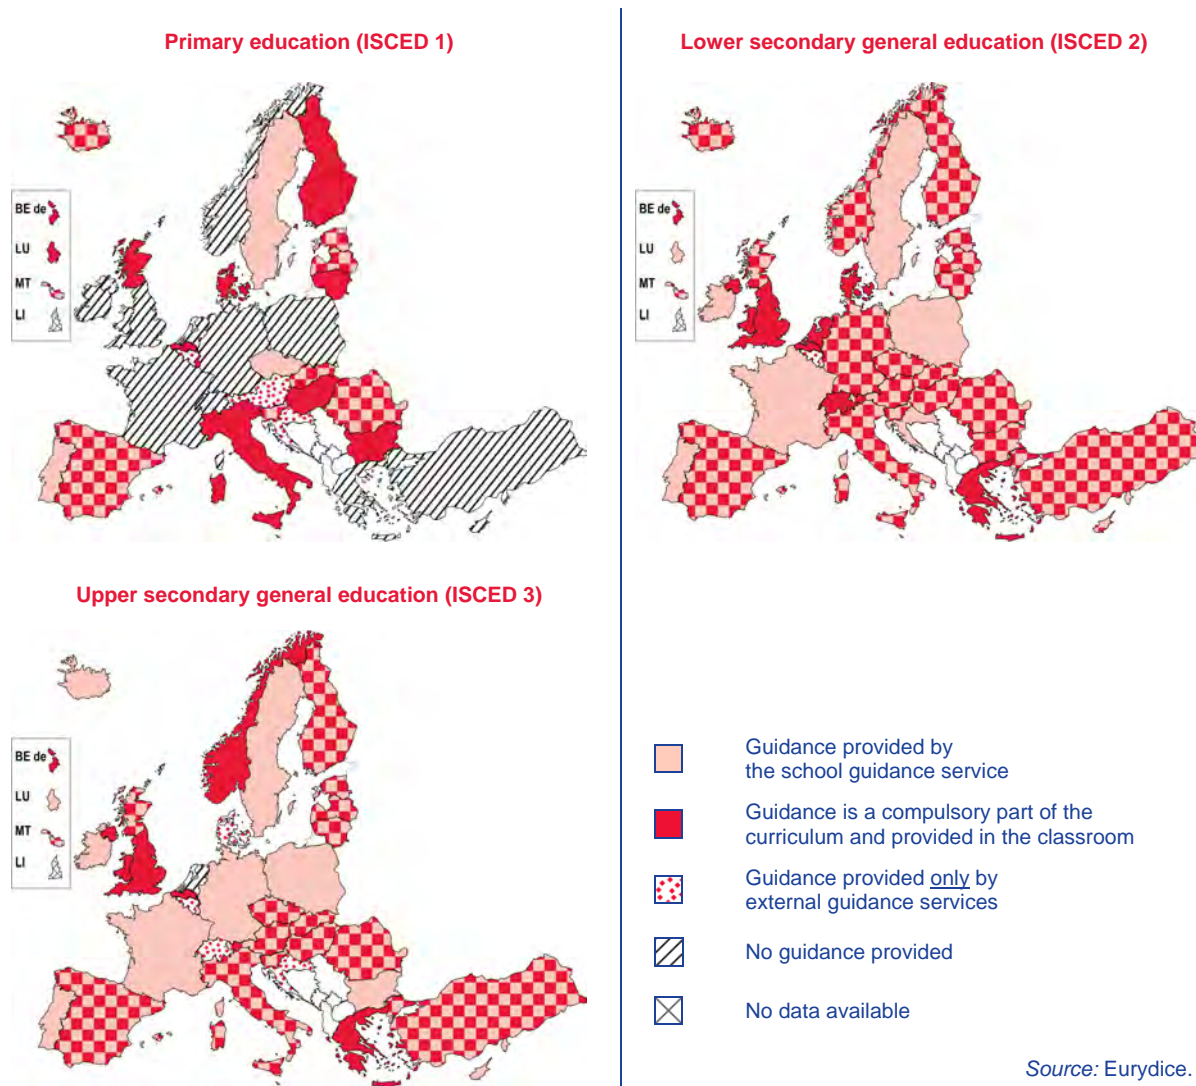 Primary education (ISCED 1)
Lower secondary general education (ISCED 2)
BE de
LU
MT
LI
BE de
LU
MT
LI
Upper secondary general education (ISCED 3)
BE de
LU
MT
LI
Guidance provided by
the school guidance service
Guidance is a compulsory part of the
curriculum and provided in the classroom
Guidance provided only by
external guidance services
No guidance provided
No data available
Source: Eurydice.